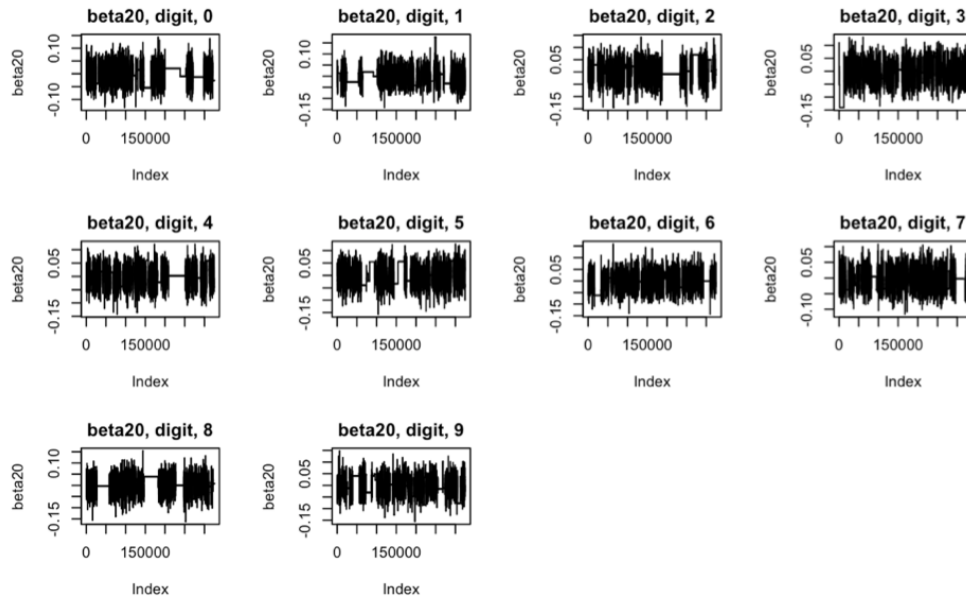 beta20, digit, 0
beta20
0.10
-0.10
0
150000
Index
beta20, digit, 1
beta20
0.10
-0.15
0
150000
Index
beta20, digit, 2
beta20
0.05
-0.15
0
150000
Index
beta20, digit, 3
beta20
0.05
-0.15
0
150000
Index
beta20, digit, 4
beta20
0.05
-0.15
0
150000
Index
beta20, digit, 5
beta20
0.05
-0.15
0
150000
Index
beta20, digit, 6
beta20
0.05
-0.15
0
150000
Index
beta20, digit, 7
beta20
0.05
-0.10
0
150000
Index
beta20, digit, 8
beta20
0.10
-0.15
0
150000
Index
beta20, digit, 9
beta20
0.05
-0.15
0
150000
Index